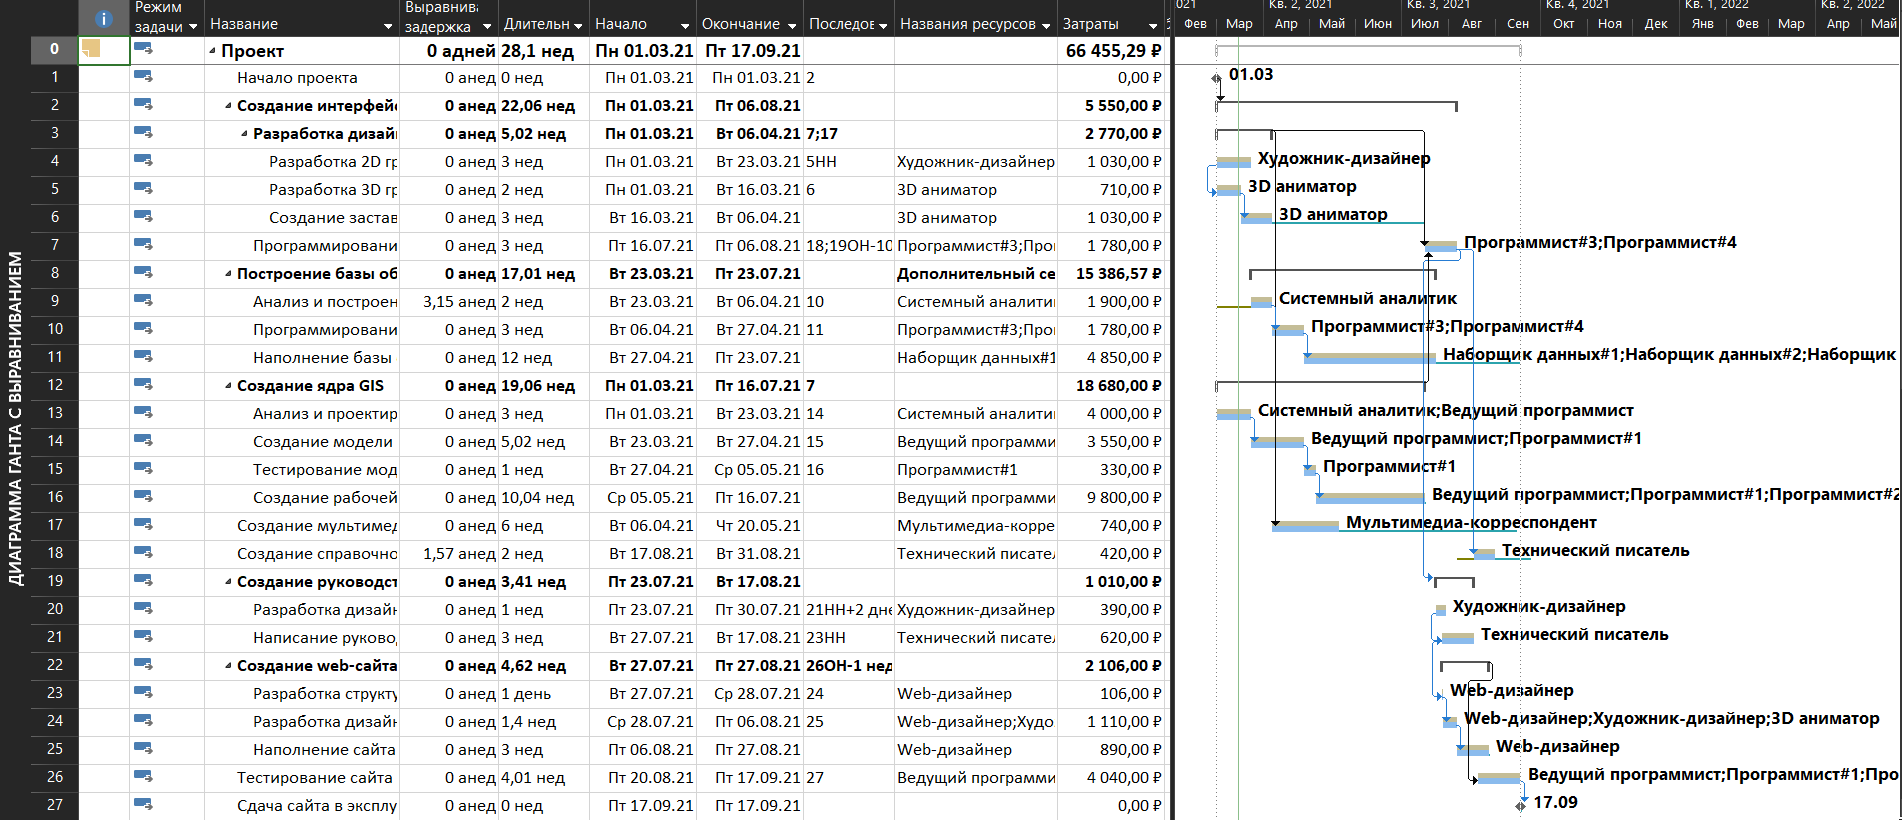 Режим задачи Название Выравнива задержка Длительн Начало Окончание Последов Названия ресурсов Затраты
2021 Кв. 2, 2021 Кв. 3, 2021 Кв. 4, 2021 Кв. 1, 2022 Кв. 2, 2022
Фев Мар Апр Май Июн Июл Авг Сен Окт Ноя Дек Янв Фев Мар Апр Май
ДИАГРАММА ГАНТА С ВЫРАВНИВАНИЕМ
0 Проект 0 адней 28,1 нед Пн 01.03.21 Пт 17.09.21 66 455,29 ₽
1 Начало проекта 0 анед 0 нед Пн 01.03.21 Пн 01.03.21 2 0,00 ₽ 01.03
2 Создание интерфей 0 анед 22,06 нед Пн 01.03.21 Пт 06.08.21 5 550,00 ₽
3 Разработка дизай 0 анед 5,02 нед Пн 01.03.21 Вт 06.04.21 7;17 2 770,00 ₽
4 Разработка 2D гр 0 анед 3 нед Пн 01.03.21 Вт 23.03.21 5НН Художник-дизайнер 1 030,00 ₽ Художник-дизайнер
5 Разработка 3D гр 0 анед 2 нед Пн 01.03.21 Вт 16.03.21 6 3D аниматор 710,00 ₽ 3D аниматор
6 Создание застав 0 анед 3 нед Вт 16.03.21 Вт 06.04.21 3D аниматор 1 030,00 ₽ 3D аниматор
7 Программировани 0 анед 3 нед Пт 16.07.21 Пт 06.08.21 18;19ОН-10 Программист#3;Про 1 780,00 ₽ Программист#3;Программист#4
8 Построение базы об 0 анед 17,01 нед Вт 23.03.21 Пт 23.07.21 Дополнительный се 15 386,57 ₽
9 Анализ и построен 3,15 анед 2 нед Вт 23.03.21 Вт 06.04.21 10 Системный аналити 1 900,00 ₽ Системный аналитик
10 Программировани 0 анед 3 нед Вт 06.04.21 Вт 27.04.21 11 Программист#3;Про 1 780,00 ₽ Программист#3;Программист#4
11 Наполнение базы 0 анед 12 нед Вт 27.04.21 Пт 23.07.21 Наборщик данных#1 4 850,00 ₽ Наборщик данных#1;Наборщик данных#2;Наборщик
12 Создание ядра GIS 0 анед 19,06 нед Пн 01.03.21 Пт 16.07.21 7 18 680,00 ₽
13 Анализ и проектир 0 анед 3 нед Пн 01.03.21 Вт 23.03.21 14 Системный аналити 4 000,00 ₽ Системный аналитик;Ведущий программист
14 Создание модели 0 анед 5,02 нед Вт 23.03.21 Вт 27.04.21 15 Ведущий программи 3 550,00 ₽ Ведущий программист;Программист#1
15 Тестирование мод 0 анед 1 нед Вт 27.04.21 Ср 05.05.21 16 Программист#1 330,00 ₽ Программист#1
16 Создание рабочей 0 анед 10,04 нед Ср 05.05.21 Пт 16.07.21 Ведущий программи 9 800,00 ₽ Ведущий программист;Программист#1;Программист#2
17 Создание мультимед 0 анед 6 нед Вт 06.04.21 Чт 20.05.21 Мультимедиа-корре 740,00 ₽ Мультимедиа-корреспондент
18 Создание справочно 1,57 анед 2 нед Вт 17.08.21 Вт 31.08.21 Технический писател 420,00 ₽ Технический писатель
19 Создание руководст 0 анед 3,41 нед Пт 23.07.21 Вт 17.08.21 1 010,00 ₽
20 Разработка дизайн 0 анед 1 нед Пт 23.07.21 Пт 30.07.21 21НН+2 дне Художник-дизайнер 390,00 ₽ Художник-дизайнер
21 Написание руково 0 анед 3 нед Вт 27.07.21 Вт 17.08.21 23НН Технический писател 620,00 ₽ Технический писатель
22 Создание web-сайта 0 анед 4,62 нед Вт 27.07.21 Пт 27.08.21 26ОН-1 нед 2 106,00 ₽
23 Разработка структу 0 анед 1 день Вт 27.07.21 Ср 28.07.21 24 Web-дизайнер 106,00 ₽ Web-дизайнер
24 Разработка дизайн 0 анед 1,4 нед Ср 28.07.21 Пт 06.08.21 25 Web-дизайнер;Худо 1 110,00 ₽ Web-дизайнер;Художник-дизайнер;3D аниматор
25 Наполнение сайта 0 анед 3 нед Пт 06.08.21 Пт 27.08.21 Web-дизайнер 890,00 ₽ Web-дизайнер
26 Тестирование сайта 0 анед 4,01 нед Пт 20.08.21 Пт 17.09.21 27 Ведущий программи 4 040,00 ₽ Ведущий программист;Программист#1;Про
27 Сдача сайта в эксплу 0 анед 0 нед Пт 17.09.21 Пт 17.09.21 0,00 ₽ 17.09